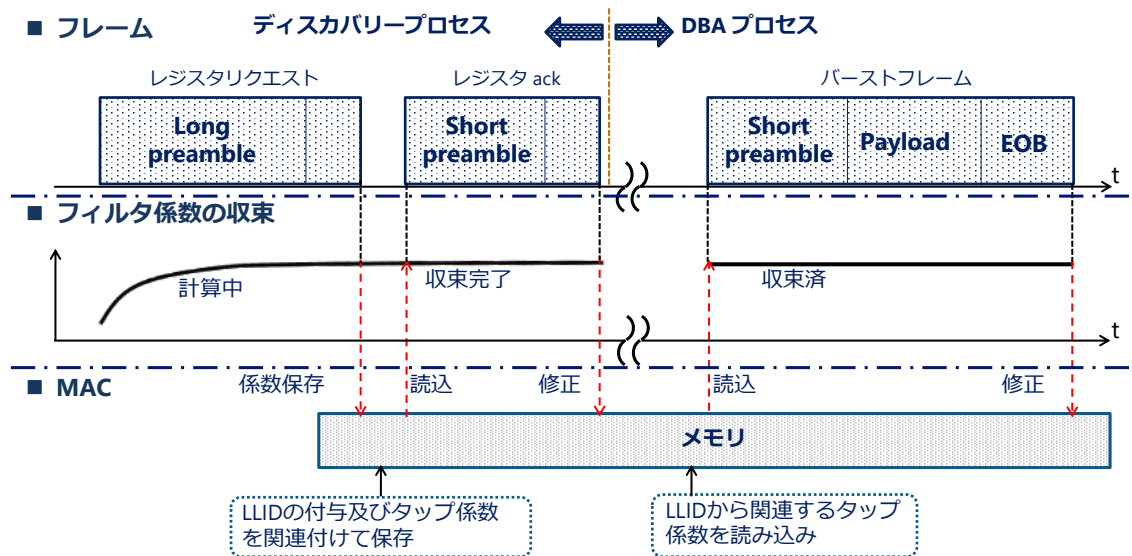 ■ フレーム
ディスカバリープロセス
DBA プロセス
レジスタリクエスト
レジスタ ack
バーストフレーム
Long
preamble
Short
preamble
Short
preamble
Payload
EOB
t
■ フィルタ係数の収束
計算中
収束完了
収束済
t
■ MAC
係数保存
読込
修正
読込
修正
メモリ
LLIDの付与及びタップ係数
を関連付けて保存
LLIDから関連するタップ
係数を読み込み